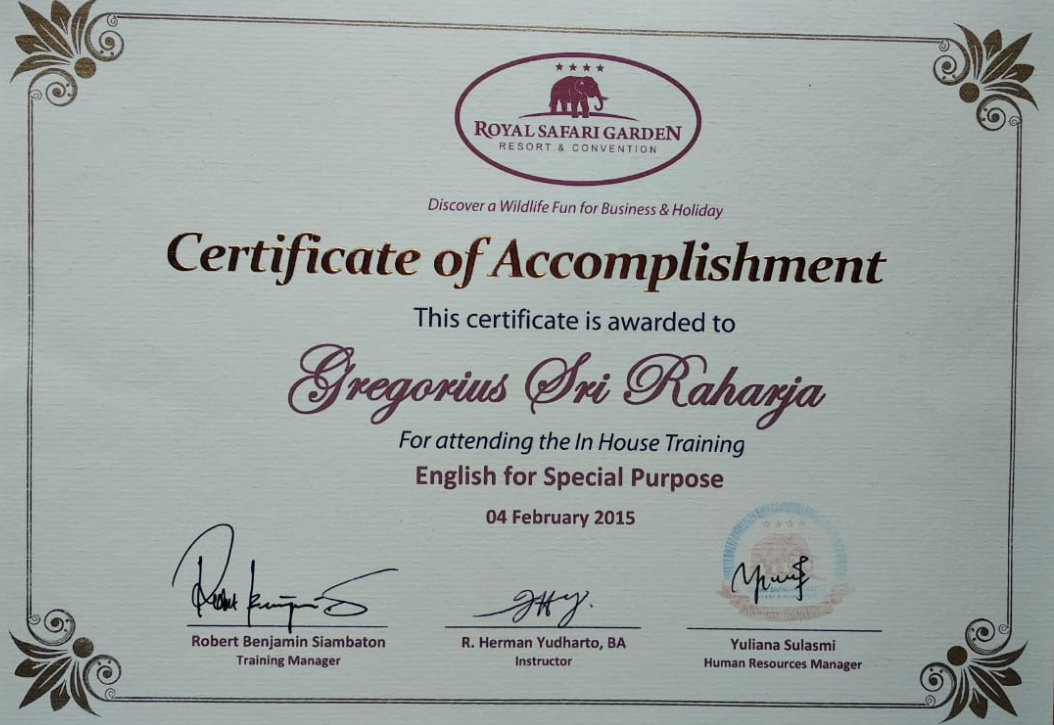 ROYAL SAFARI GARDEN
RESORT & CONVENTION
Discover a Wildlife Fun for Business & Holiday
Certificate of Accomplishment
This certificate is awarded to
Gregorius Sri Raharja
For attending the In House Training
English for Special Purpose
04 February 2015
Robert Benjamin Siambaton
Training Manager
R. Herman Yudharto, BA
Instructor
Yuliana Sulasmi
Human Resources Manager